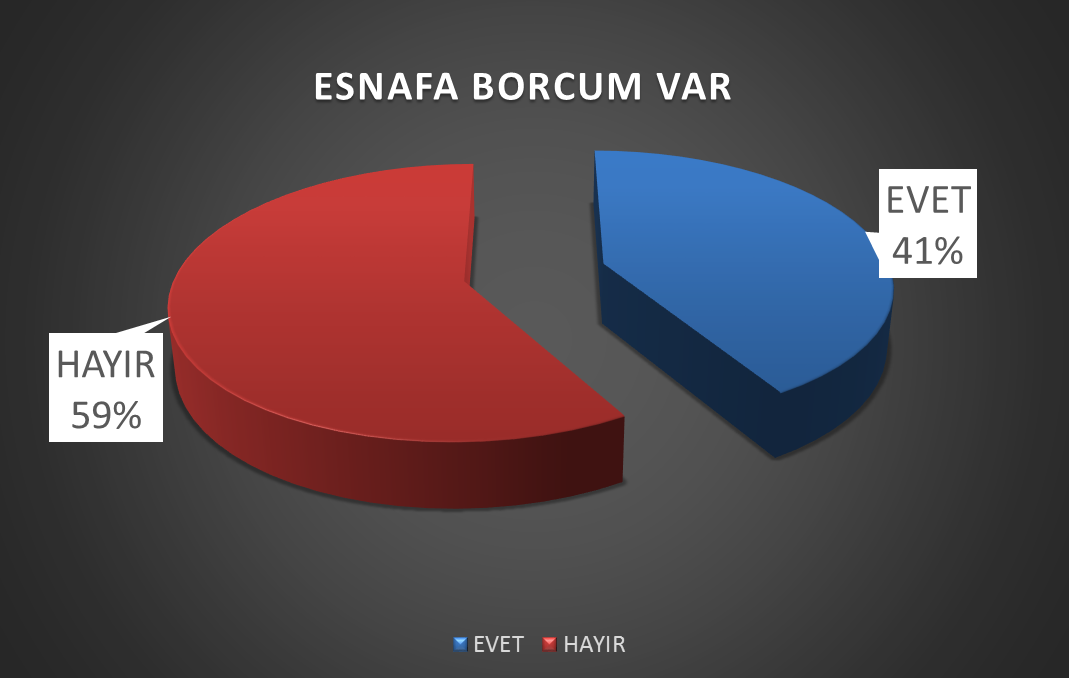 ESNAFA BORCUM VAR
EVET
41%
HAYIR
59%
EVET HAYIR